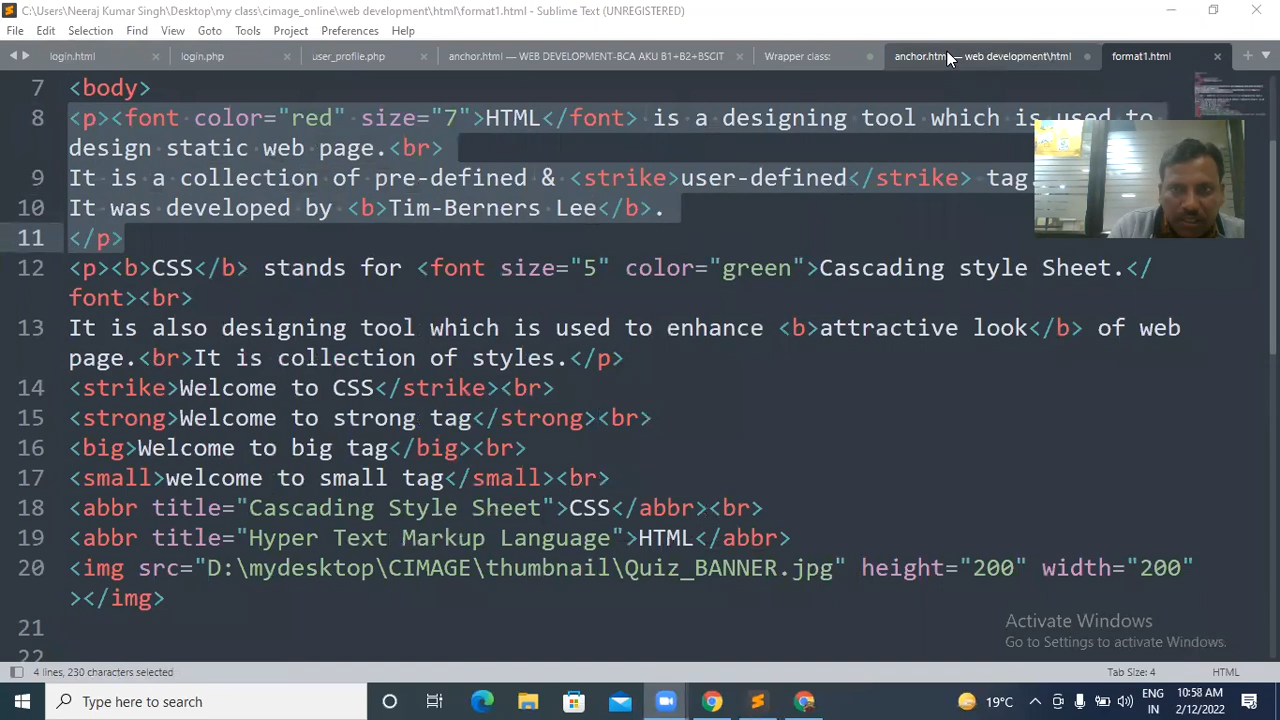 C:\Users\Neeraj Kumar Singh\Desktop\my class\cimage_online\web development\html\format1.html - Sublime Text (UNREGISTERED)
File Edit Selection Find View Goto Tools Project Preferences Help
login.html login.php user_profile.php anchor.html — WEB DEVELOPMENT-BCA AKU B1+B2+BSCIT Wrapper class: anchor.html — web development\html format1.html
7 <body>
8 <p><font color="red" size="7">HTML</font> is a designing tool which is used to
design static web page.<br>
9 It is a collection of pre-defined & <strike>user-defined</strike> tag.
10 It was developed by <b>Tim-Berners Lee</b>.
11 </p>
12 <p><b>CSS</b> stands for <font size="5" color="green">Cascading style Sheet.</
font><br>
13 It is also designing tool which is used to enhance <b>attractive look</b> of web
page.<br>It is collection of styles.</p>
14 <strike>Welcome to CSS</strike><br>
15 <strong>Welcome to strong tag</strong><br>
16 <big>Welcome to big tag</big><br>
17 <small>welcome to small tag</small><br>
18 <abbr title="Cascading Style Sheet">CSS</abbr><br>
19 <abbr title="Hyper Text Markup Language">HTML</abbr>
20 <img src="D:\mydesktop\CIMAGE\thumbnail\Quiz_BANNER.jpg" height="200" width="200"
></img>
21
22
Activate Windows
Go to Settings to activate Windows.
4 lines, 230 characters selected Tab Size: 4 HTML
Type here to search 19°C ENG IN 10:58 AM 2/12/2022